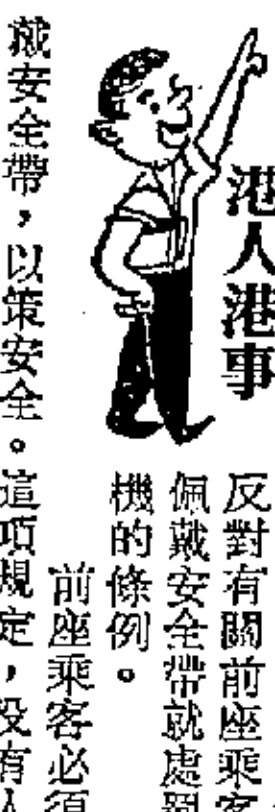 港人港事
反對有關前座乘客
佩戴安全帶就處
機的條例。
前座乘客必須
戴安全帶，以策安全。這項規定，沒有人